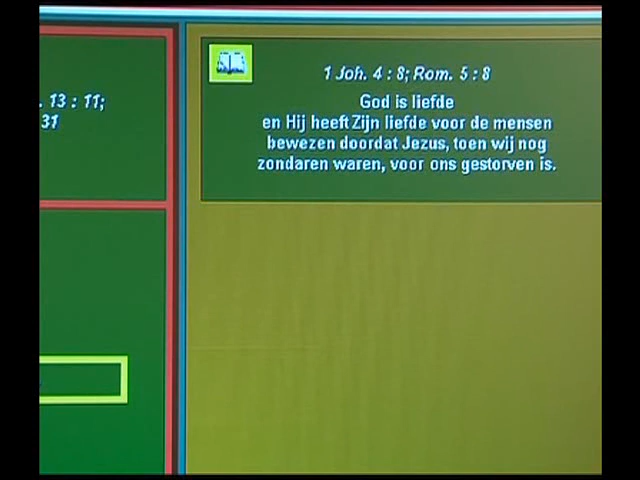 . 13 : 11;
31
1 Joh. 4 : 8; Rom. 5 : 8
God is liefde
en Hij heeft Zijn liefde voor de mensen
bewezen doordat Jezus, toen wij nog
zondaren waren, voor ons gestorven is.